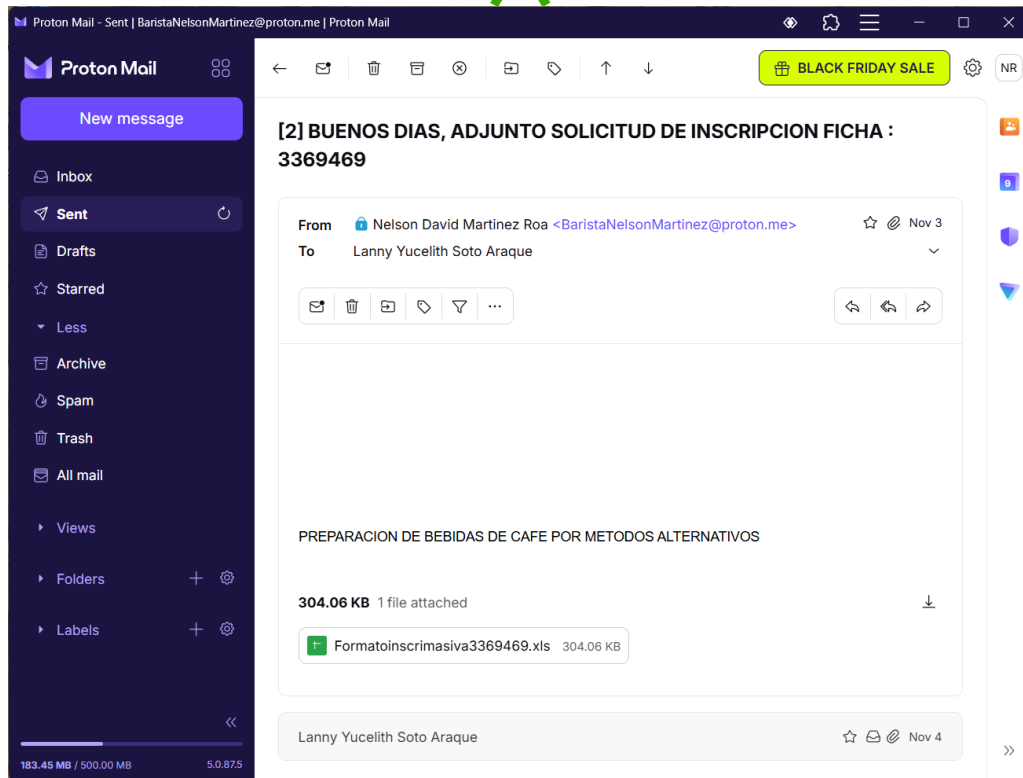 Proton Mail - Sent | BaristaNelsonMartinez@proton.me | Proton Mail
Proton Mail
BLACK FRIDAY SALE
NR
New message
Inbox
Sent
Drafts
Starred
Less
Archive
Spam
Trash
All mail
Views
Folders
Labels
183.45 MB / 500.00 MB
5.0.87.5
[2] BUENOS DIAS, ADJUNTO SOLICITUD DE INSCRIPCION FICHA :
3369469
From Nelson David Martinez Roa <BaristaNelsonMartinez@proton.me> Nov 3
To Lanny Yucelith Soto Araque
PREPARACION DE BEBIDAS DE CAFE POR METODOS ALTERNATIVOS
304.06 KB 1 file attached
Formatoinscrimasiva3369469.xls 304.06 KB
Lanny Yucelith Soto Araque Nov 4
9